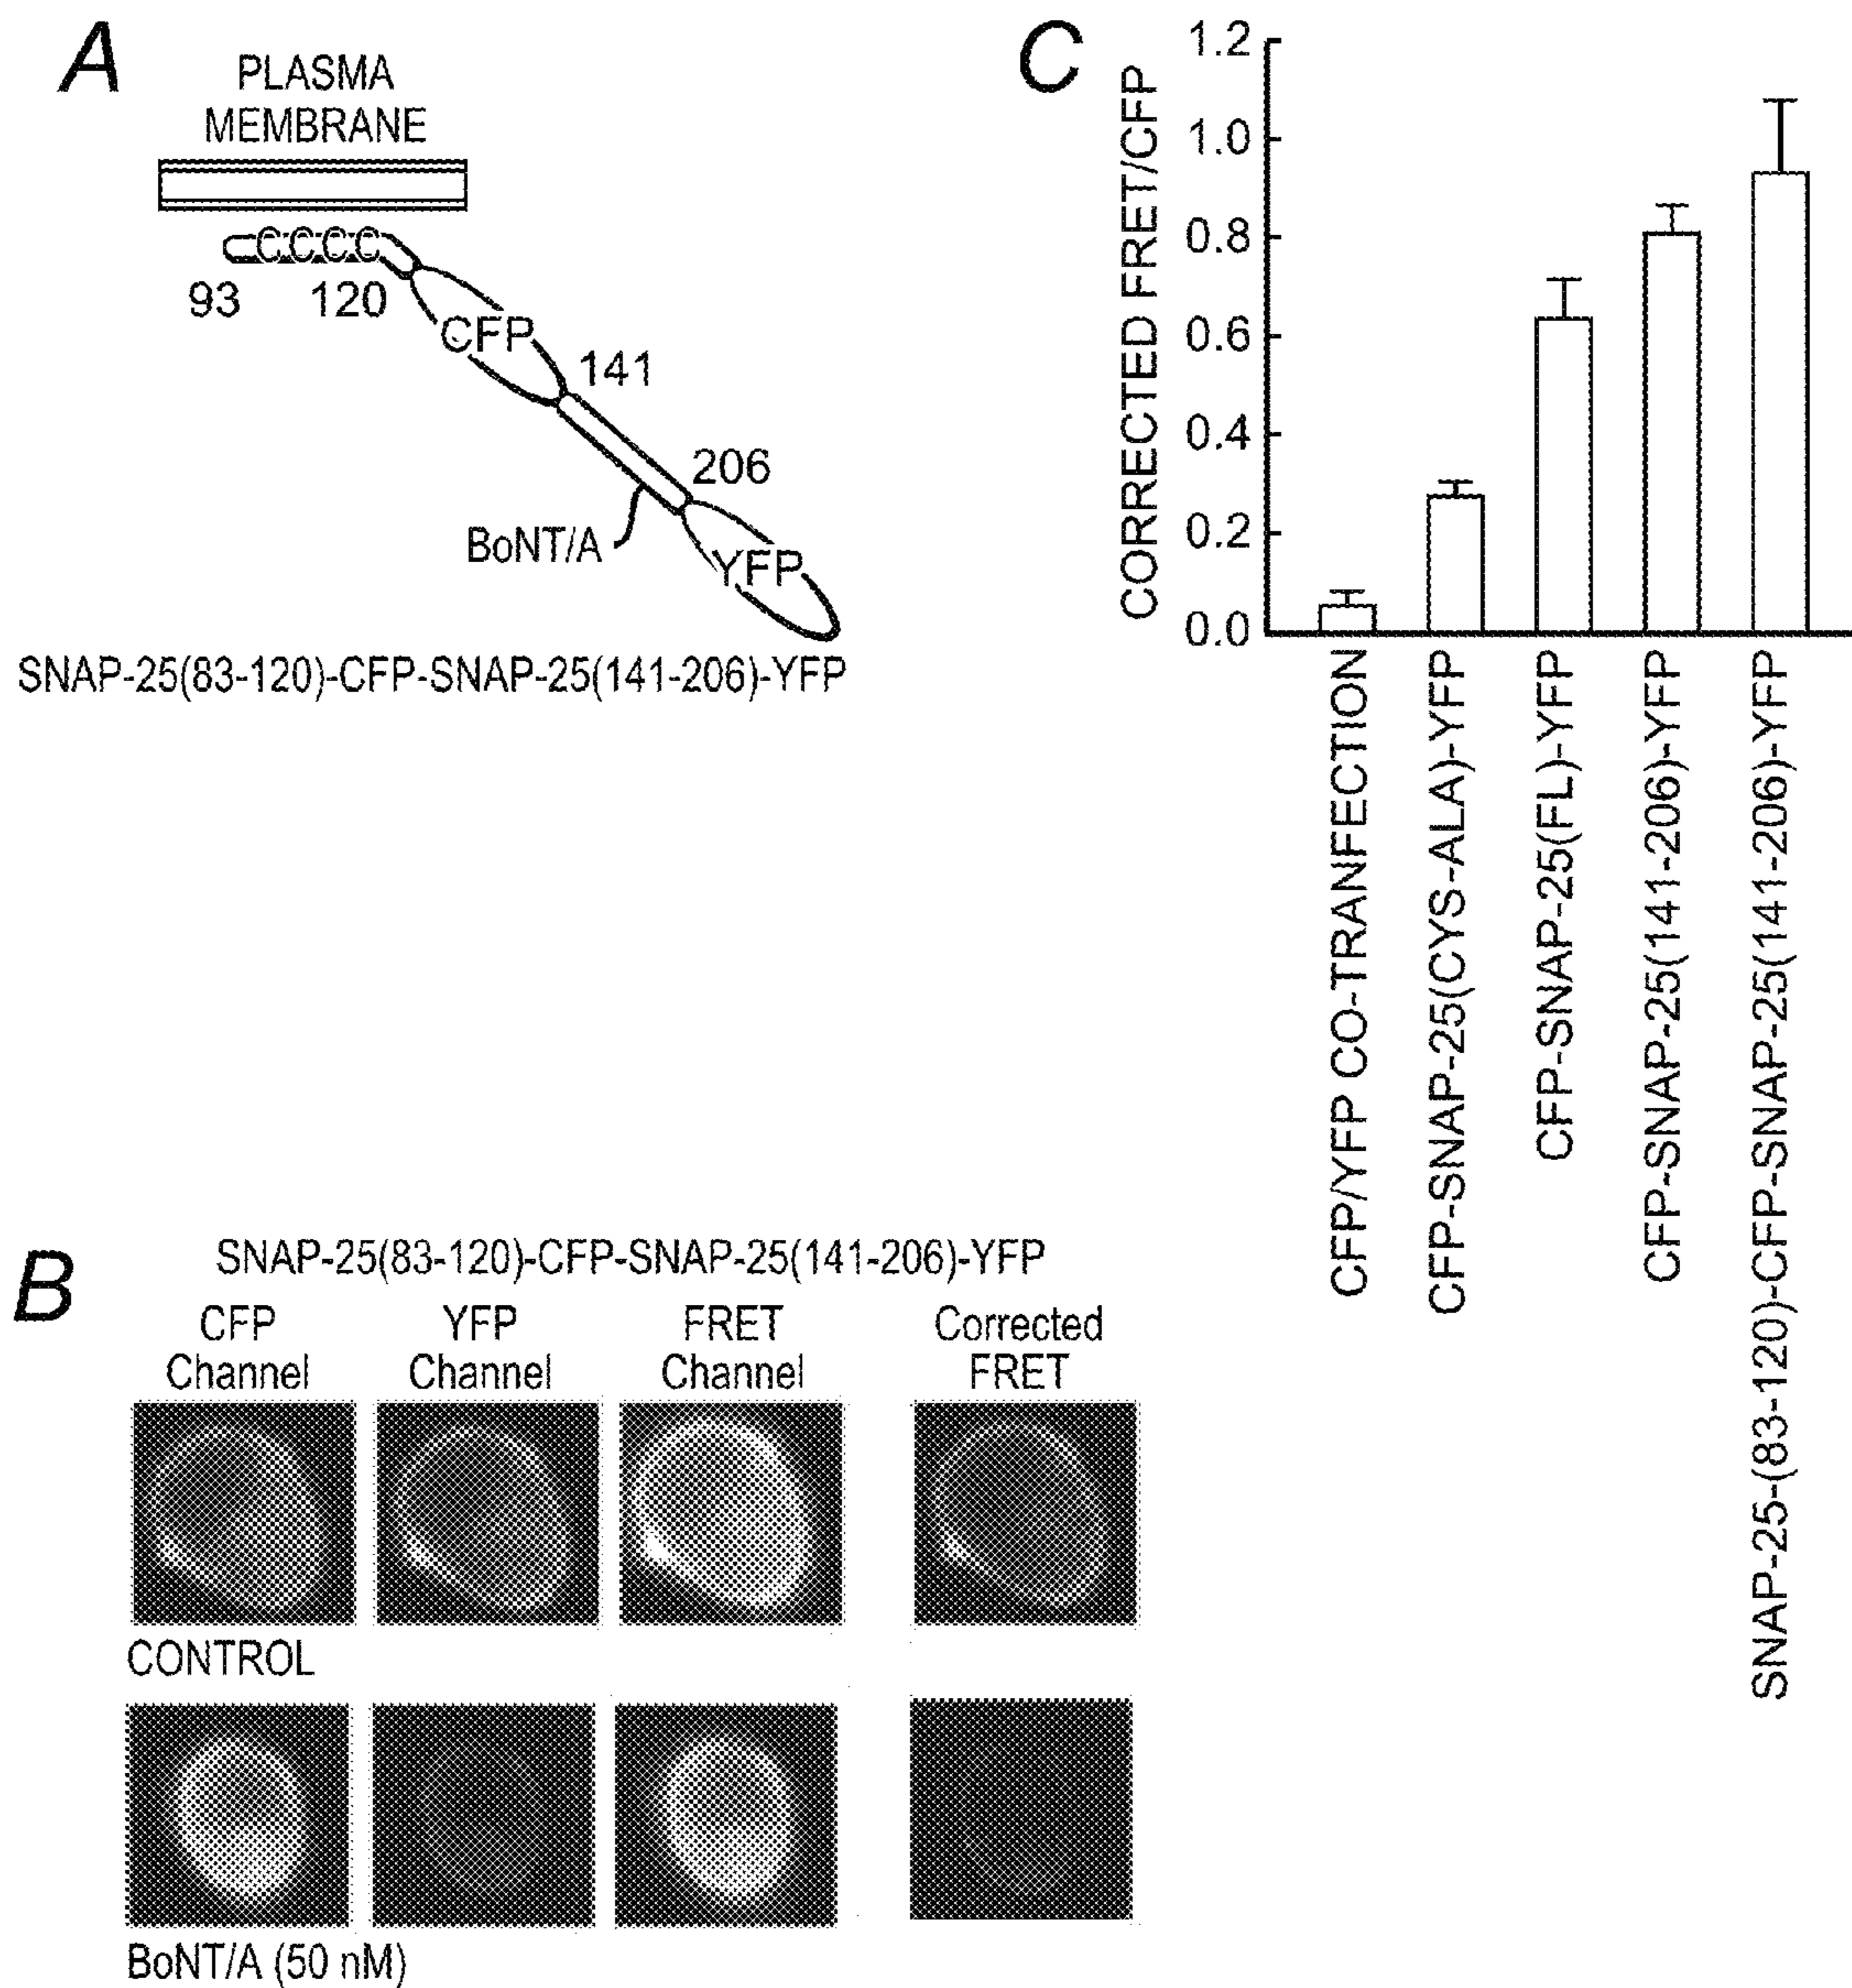 A
PLASMA
MEMBRANE
CCCC
93 120
CFP
141
206
BoNT/A
YFP
SNAP-25(83-120)-CFP-SNAP-25(141-206)-YFP
C
CORRECTED FRET/CFP
1.2
1.0
0.8
0.6
0.4
0.2
0.0
CFP/YFP CO-TRANFECTION
CFP-SNAP-25(CYS-ALA)-YFP
CFP-SNAP-25(FL)-YFP
CFP-SNAP-25(141-206)-YFP
SNAP-25-(83-120)-CFP-SNAP-25(141-206)-YFP
B
SNAP-25(83-120)-CFP-SNAP-25(141-206)-YFP
CFP
Channel
YFP
Channel
FRET
Channel
Corrected
FRET
CONTROL
BoNT/A (50 nM)